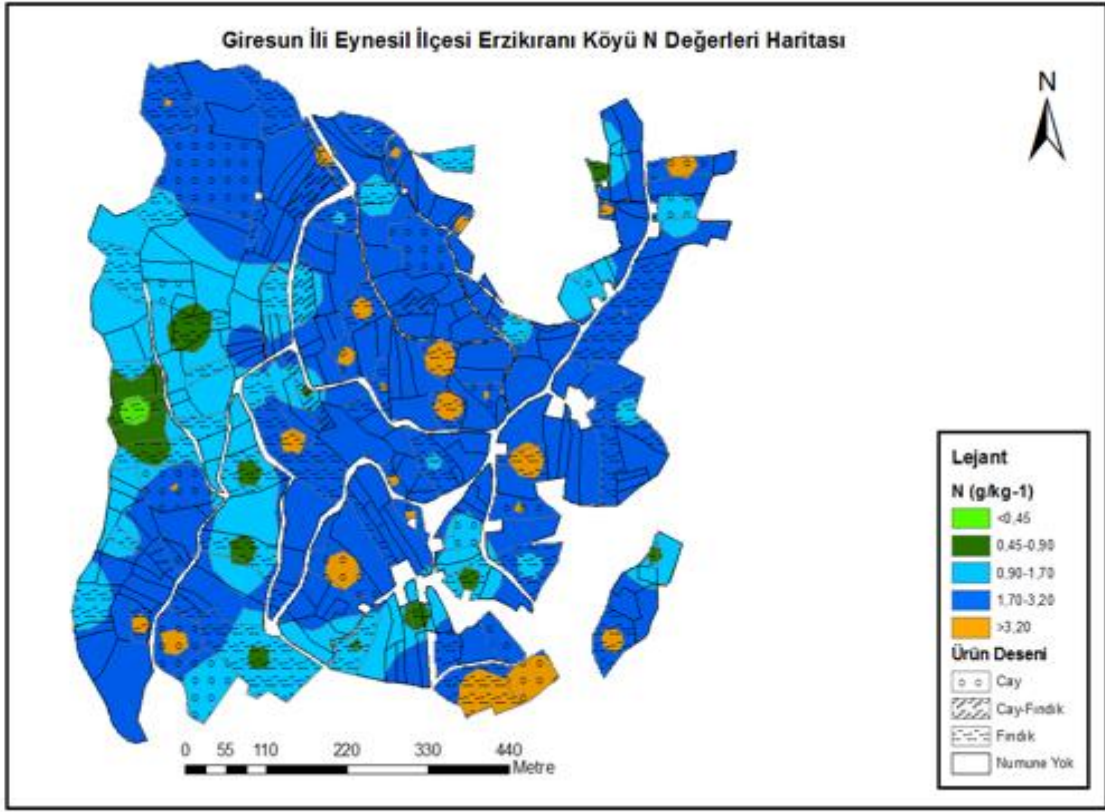 Giresun İli Eynesil İlçesi Erzikıranı Köyü N Değerleri Haritası
N
Lejant
N (g/kg-1)
<0,45
0,45-0,90
0,90-1,70
1,70-3,20
>3,20
Ürün Deseni
Cay
Cay-Fındık
Fındık
Numune Yok
0 55 110 220 330 440
Metre